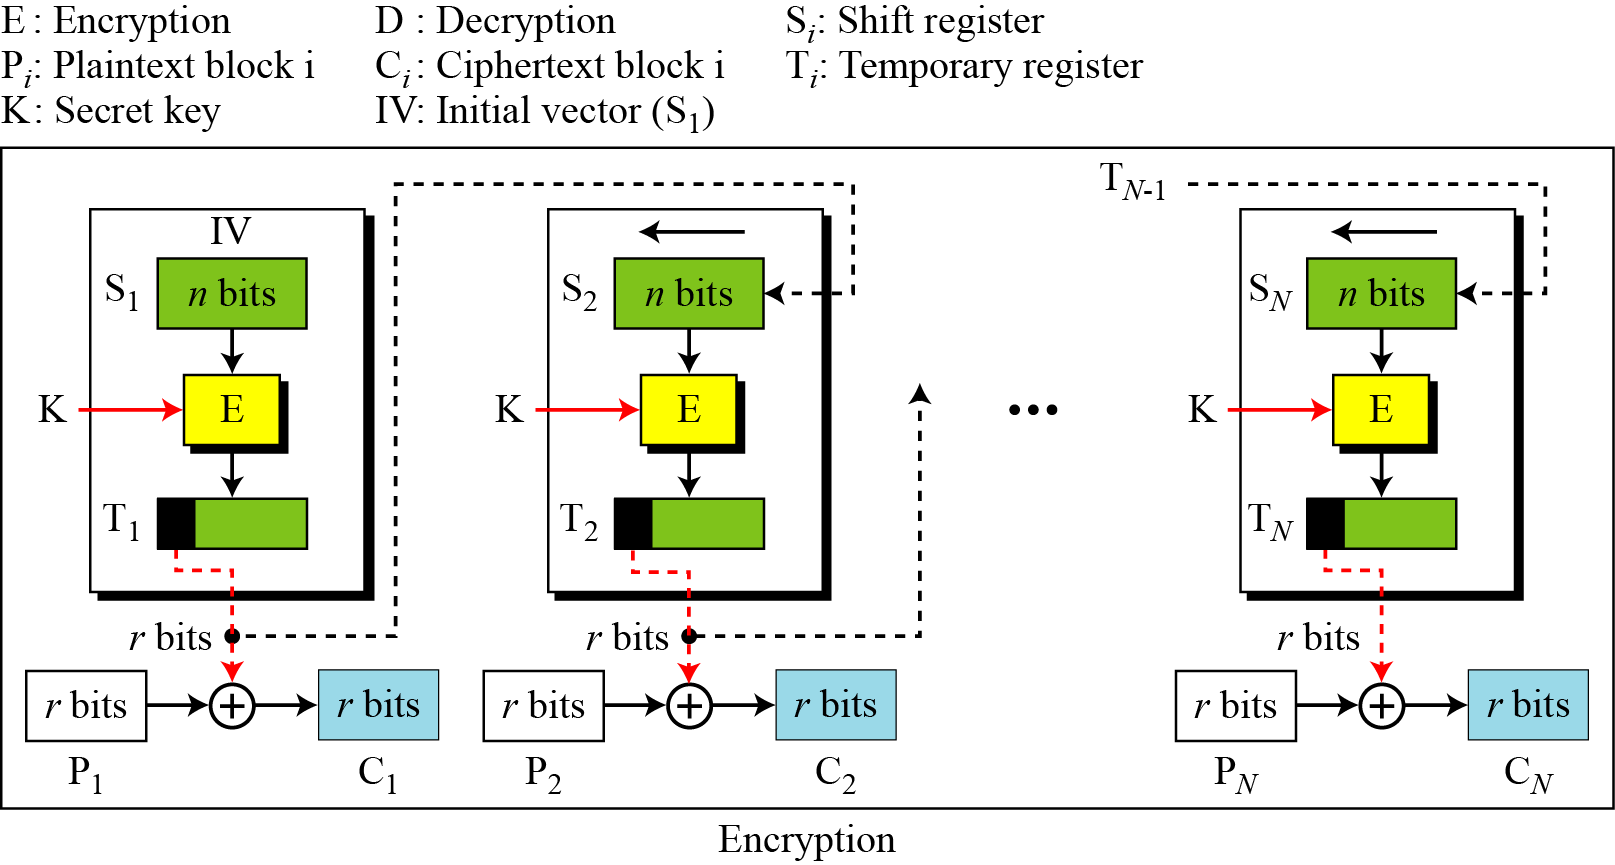 E : Encryption D : Decryption Sᵢ: Shift register
Pᵢ: Plaintext block i Cᵢ: Ciphertext block i Tᵢ: Temporary register
K : Secret key IV: Initial vector (S₁)
T_N-1
IV
S₁ n bits S₂ n bits S_N n bits
K E K E ••• K E
T₁ T₂ T_N
r bits r bits r bits
r bits + r bits r bits + r bits r bits + r bits
P₁ C₁ P₂ C₂ P_N C_N
Encryption